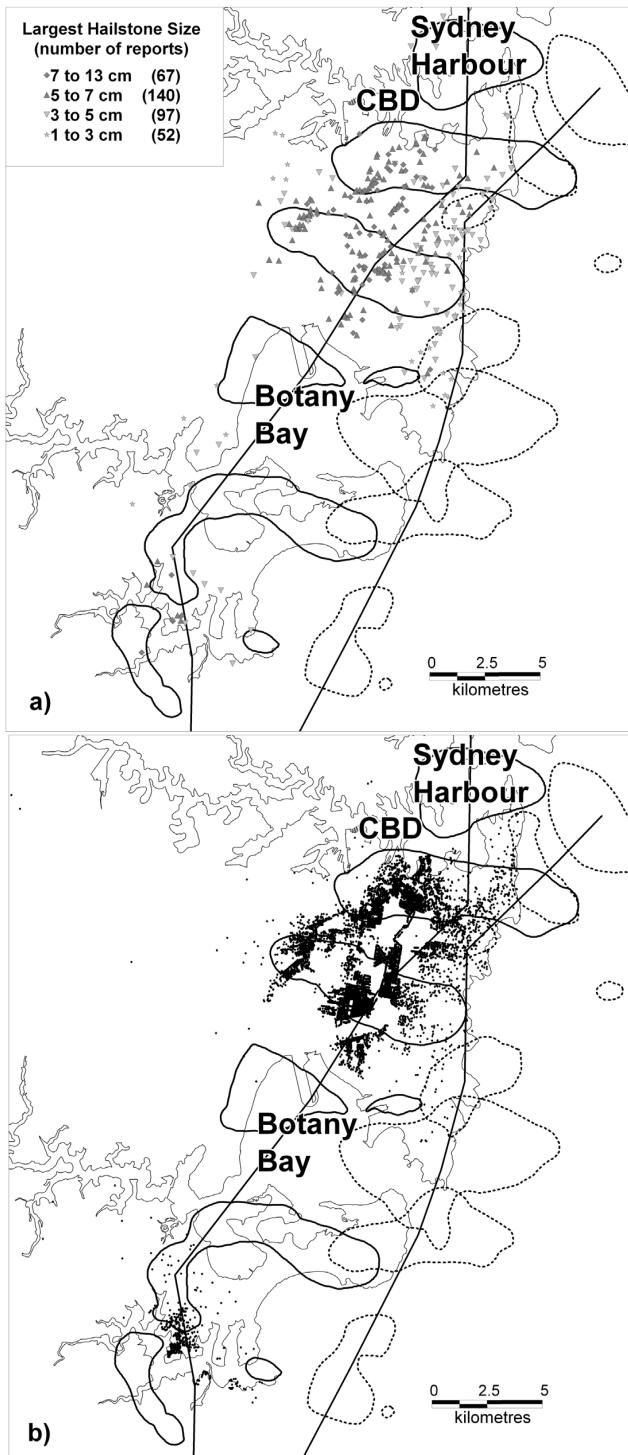 Largest Hailstone Size
(number of reports)
7 to 13 cm (67)
5 to 7 cm (140)
3 to 5 cm (97)
1 to 3 cm (52)
Sydney
Harbour
CBD
Botany
Bay
0 2.5 5
kilometres
a)
Sydney
Harbour
CBD
Botany
Bay
0 2.5 5
kilometres
b)